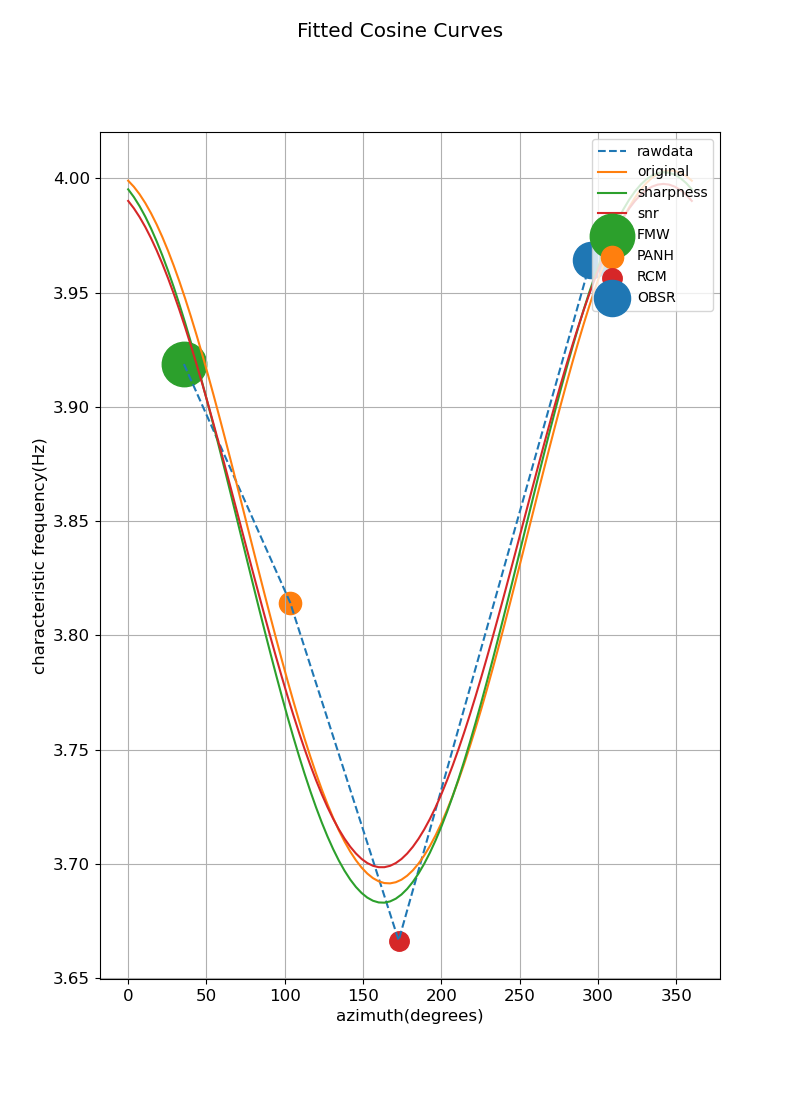 Fitted Cosine Curves
rawdata
original
sharpness
snr
FMW
PANH
RCM
OBSR
characteristic frequency(Hz)
4.00
3.95
3.90
3.85
3.80
3.75
3.70
3.65
0 50 100 150 200 250 300 350
azimuth(degrees)